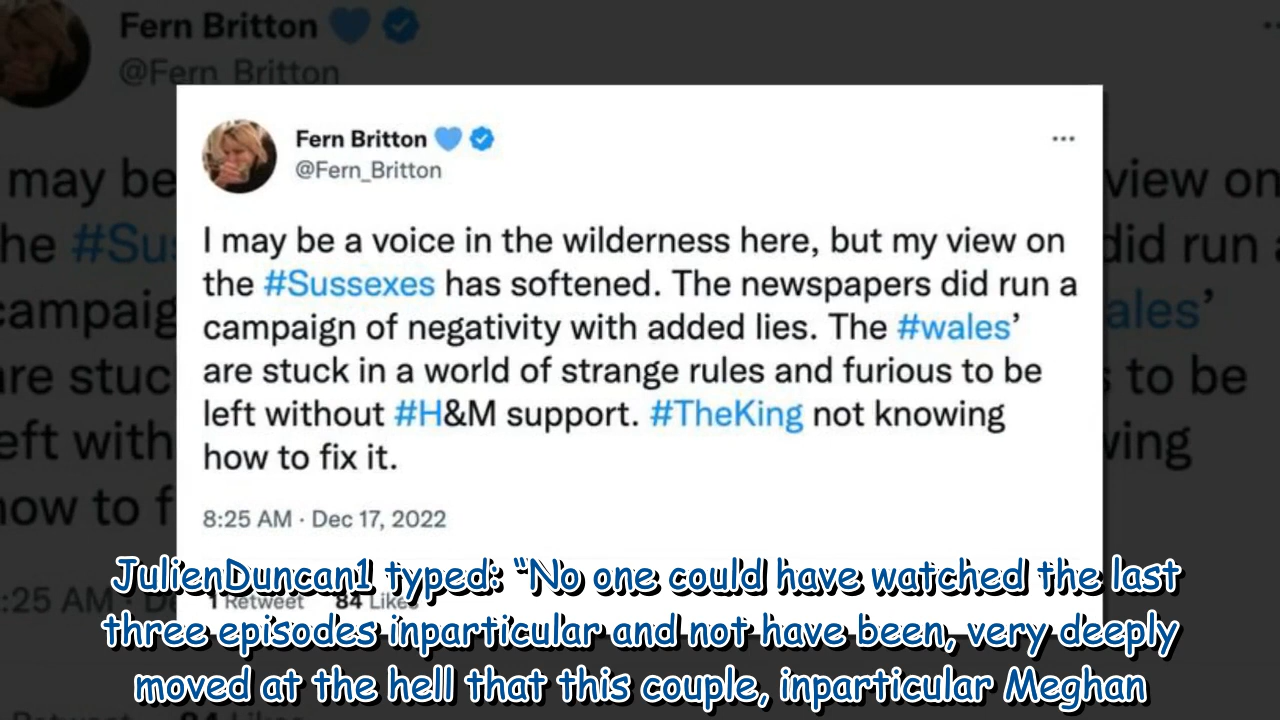 Fern Britton
@Fern_Britton
Fern Britton
@Fern_Britton
I may be a voice in the wilderness here, but my view on
the #Sussexes has softened. The newspapers did run a
campaign of negativity with added lies. The #wales’
are stuck in a world of strange rules and furious to be
left without #H&M support. #TheKing not knowing
how to fix it.
8:25 AM · Dec 17, 2022
1 Retweet 84 Likes
JulienDuncan1 typed: “No one could have watched the last
three episodes inparticular and not have been, very deeply
moved at the hell that this couple, inparticular Meghan